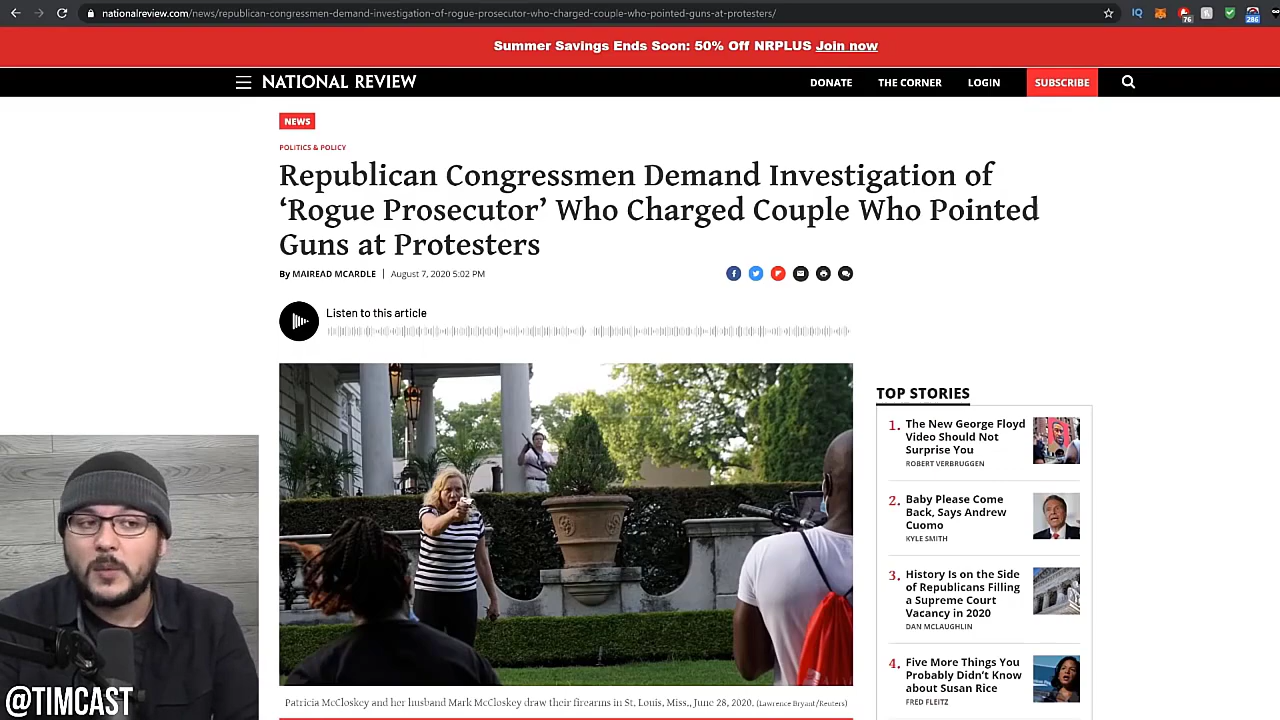 nationalreview.com/news/republican-congressmen-demand-investigation-of-rogue-prosecutor-who-charged-couple-who-pointed-guns-at-protesters/
IQ
76
286
Summer Savings Ends Soon: 50% Off NRPLUS Join now
NATIONAL REVIEW
DONATE
THE CORNER
LOGIN
SUBSCRIBE
NEWS
POLITICS & POLICY
Republican Congressmen Demand Investigation of
‘Rogue Prosecutor’ Who Charged Couple Who Pointed
Guns at Protesters
By MAIREAD MCARDLE | August 7, 2020 5:02 PM
Listen to this article
Patricia McCloskey and her husband Mark McCloskey draw their firearms in St. Louis, Miss., June 28, 2020. (Lawrence Bryant/Reuters)
TOP STORIES
1. The New George Floyd
Video Should Not
Surprise You
ROBERT VERBRUGGEN
2. Baby Please Come
Back, Says Andrew
Cuomo
KYLE SMITH
3. History Is on the Side
of Republicans Filling
a Supreme Court
Vacancy in 2020
DAN MCLAUGHLIN
4. Five More Things You
Probably Didn’t Know
about Susan Rice
FRED FLEITZ
@TIMCAST